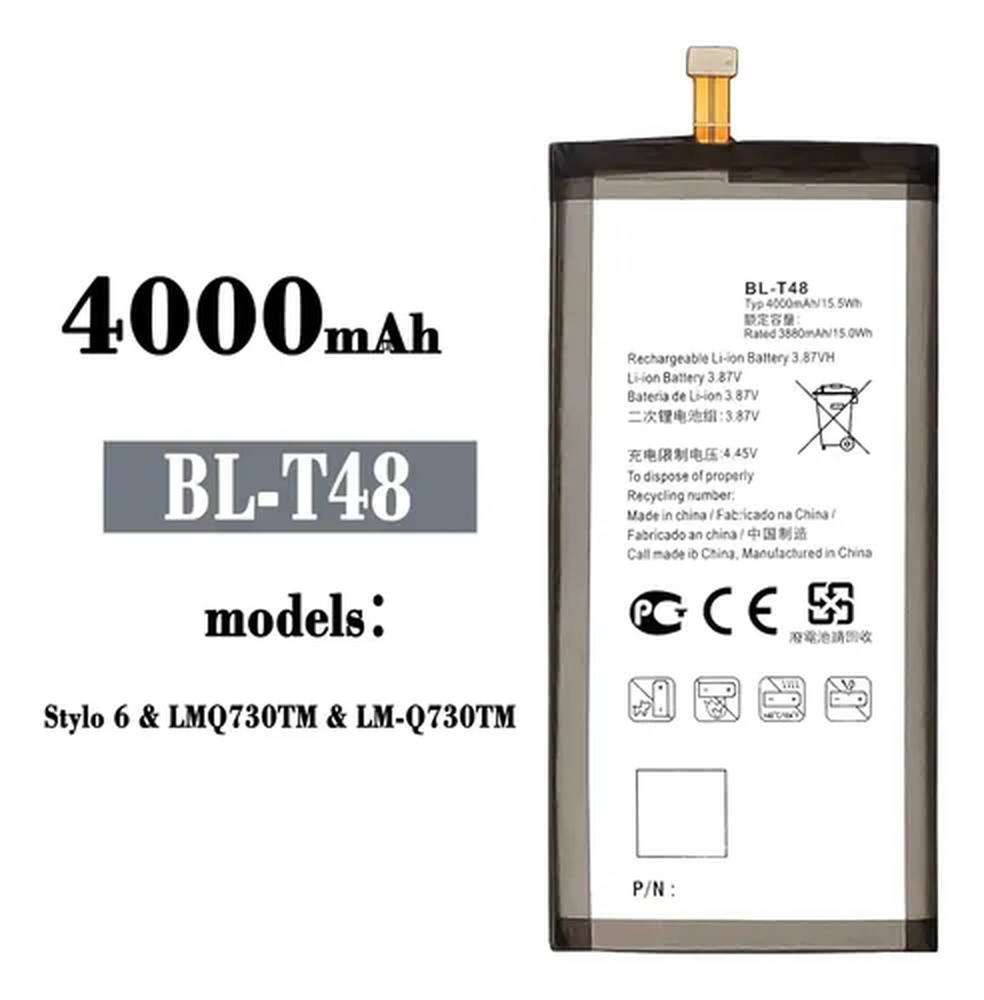 4000mAh
BL-T48
models:
Stylo 6 & LMQ730TM & LM-Q730TM
BL-T48
Typ 4000mAh/15.5Wh
額定容量:
Rated 3880mAh/15.0Wh
Rechargeable Li-ion Battery 3.87VH
Li-ion Battery 3.87V
Bateria de Li-ion 3.87V
二次锂电池组:3.87V
充电限制电压:4.45V
To dispose of properly
Recycling number:
Made in china / Fabricado na China /
Fabricado an china / 中国制造
Call made ib China, Manufactured in China
PG CE
廢電池請回收
P/N :